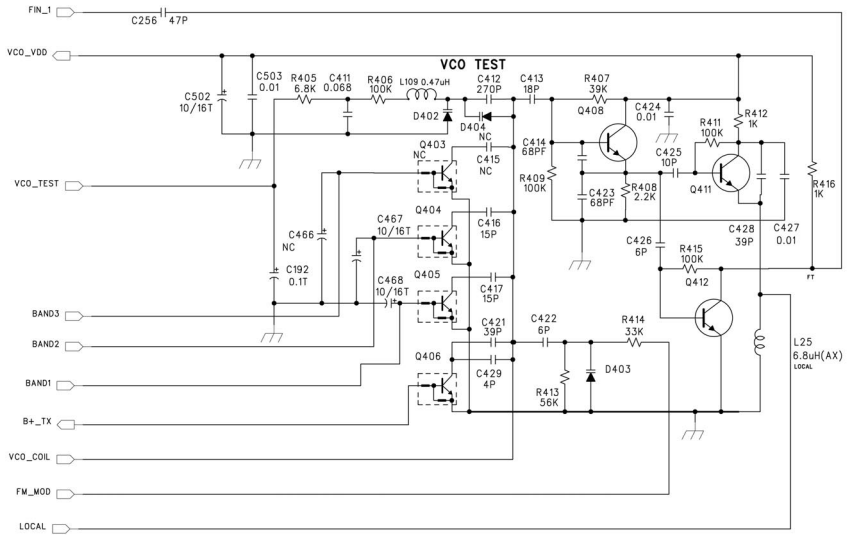 FIN_1
C256 47P
VCO_VDD
VCO TEST
C502
10/16T
C503
0.01
R405
6.8K
C411
0.068
R406
100K
L109 0.47uH
C412
270P
C413
18P
R407
39K
D402
D404
NC
Q408
C424
0.01
R411
100K
R412
1K
Q403
NC
C415
NC
C414
68PF
C425
10P
Q411
R409
100K
R408
2.2K
C423
68PF
R416
1K
VCO_TEST
C466
NC
C467
10/16T
Q404
C416
15P
C426
6P
R415
100K
C428
39P
C427
0.01
C192
0.1T
C468
10/16T
Q405
C417
15P
Q412
FT
BAND3
C421
39P
C422
6P
R414
33K
BAND2
Q406
C429
4P
R413
56K
D403
L25
6.8uH(AX)
LOCAL
BAND1
B+_TX
VCO_COIL
FM_MOD
LOCAL